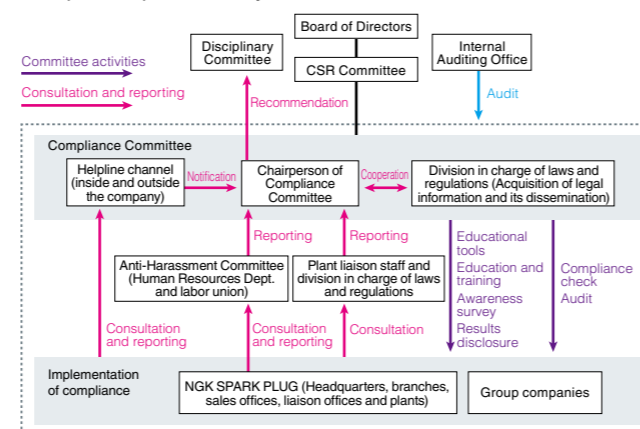 Board of Directors
Disciplinary
Committee
Internal
Auditing Office
CSR Committee
Committee activities
Consultation and reporting
Recommendation
Audit
Compliance Committee
Helpline channel
(inside and outside
the company)
Notification
Chairperson of
Compliance
Committee
Cooperation
Division in charge of laws and
regulations (Acquisition of legal
information and its dissemination)
Reporting
Reporting
Anti-Harassment Committee
(Human Resources Dept.
and labor union)
Plant liaison staff and
division in charge of laws
and regulations
Educational
tools
Education and
training
Awareness
survey
Results
disclosure
Compliance
check
Audit
Consultation
and reporting
Consultation
and reporting
Consultation
Implementation
of compliance
NGK SPARK PLUG (Headquarters, branches,
sales offices, liaison offices and plants)
Group companies